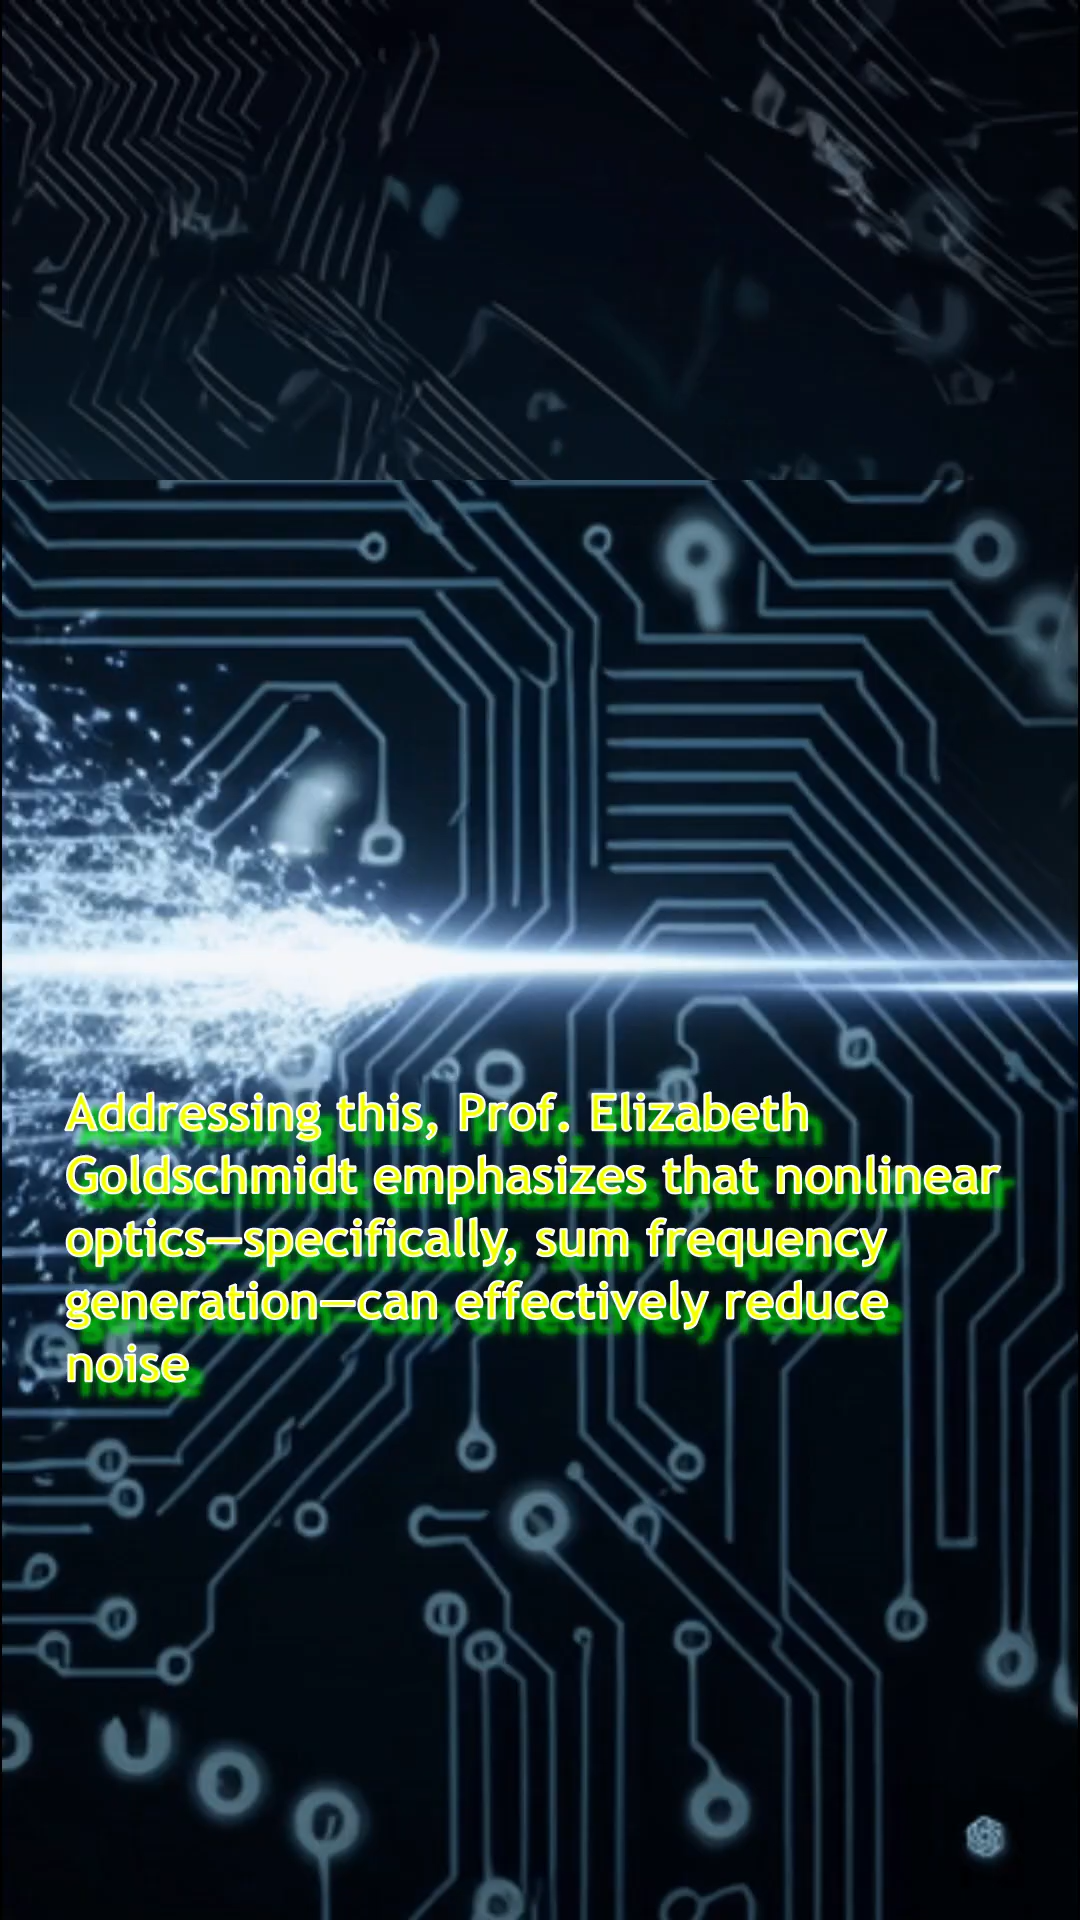 Addressing this, Prof. Elizabeth
Goldschmidt emphasizes that nonlinear
optics—specifically, sum frequency
generation—can effectively reduce
noise